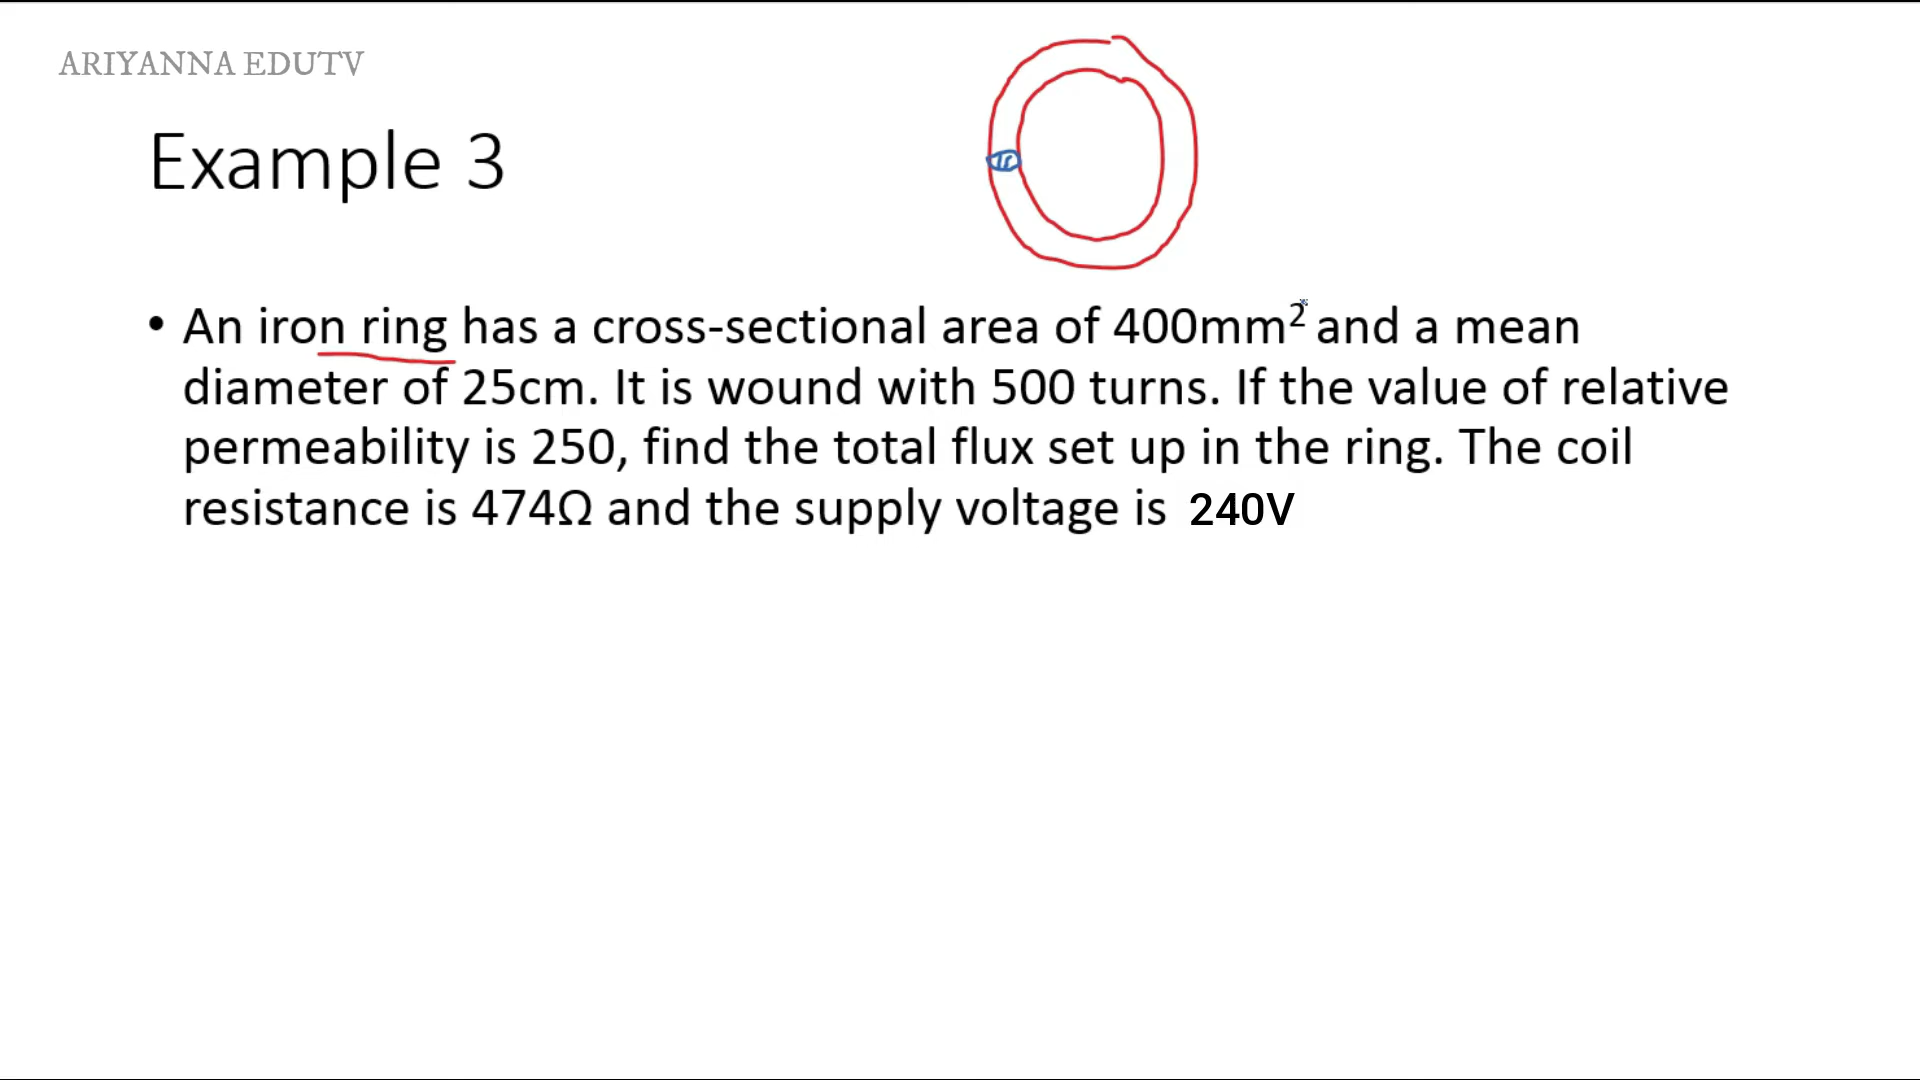 ARIYANNA EDUTV
Example 3
• An iron ring has a cross-sectional area of 400mm² and a mean
diameter of 25cm. It is wound with 500 turns. If the value of relative
permeability is 250, find the total flux set up in the ring. The coil
resistance is 474Ω and the supply voltage is 240V